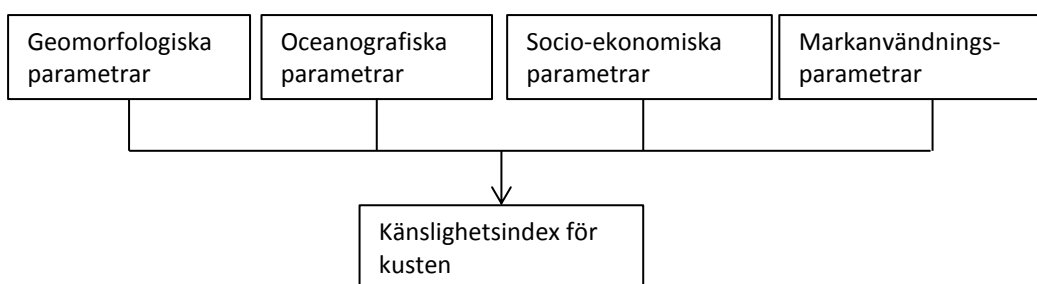 Geomorfologiska
parametrar
Oceanografiska
parametrar
Socio-ekonomiska
parametrar
Markanvändnings-
parametrar
Känslighetsindex för
kusten